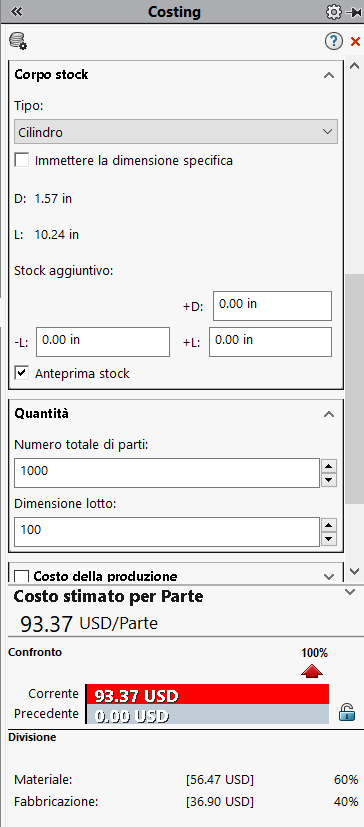 Costing
Corpo stock
Tipo:
Cilindro
Immettere la dimensione specifica
D: 1.57 in
L: 10.24 in
Stock aggiuntivo:
+D: 0.00 in
-L: 0.00 in +L: 0.00 in
Anteprima stock
Quantità
Numero totale di parti:
1000
Dimensione lotto:
100
Costo della produzione
Costo stimato per Parte
93.37 USD/Parte
Confronto 100%
Corrente 93.37 USD
Precedente 0.00 USD
Divisione
Materiale: [56.47 USD] 60%
Fabbricazione: [36.90 USD] 40%